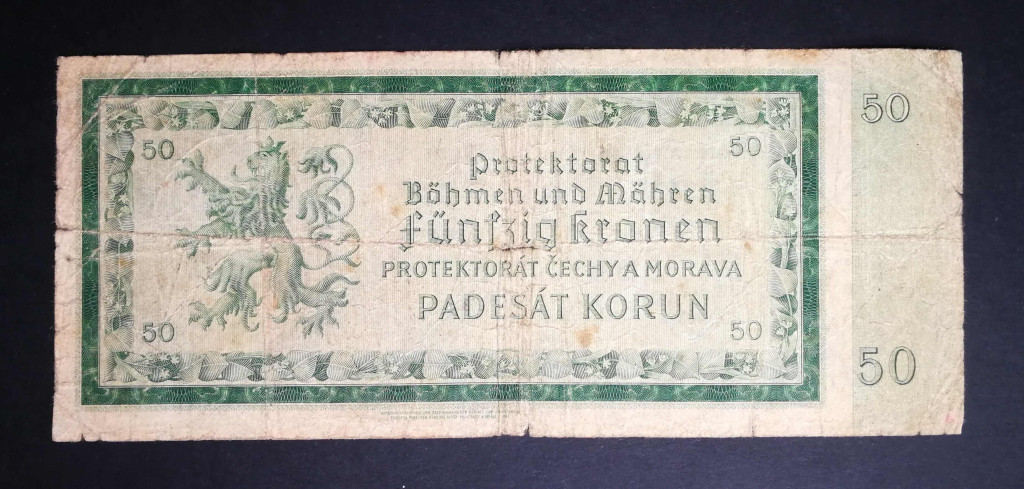 50
50
50
Protektorat
Böhmen und Mähren
Fünfzig Kronen
PROTEKTORÁT ČECHY A MORAVA
PADESÁT KORUN
50
50
50